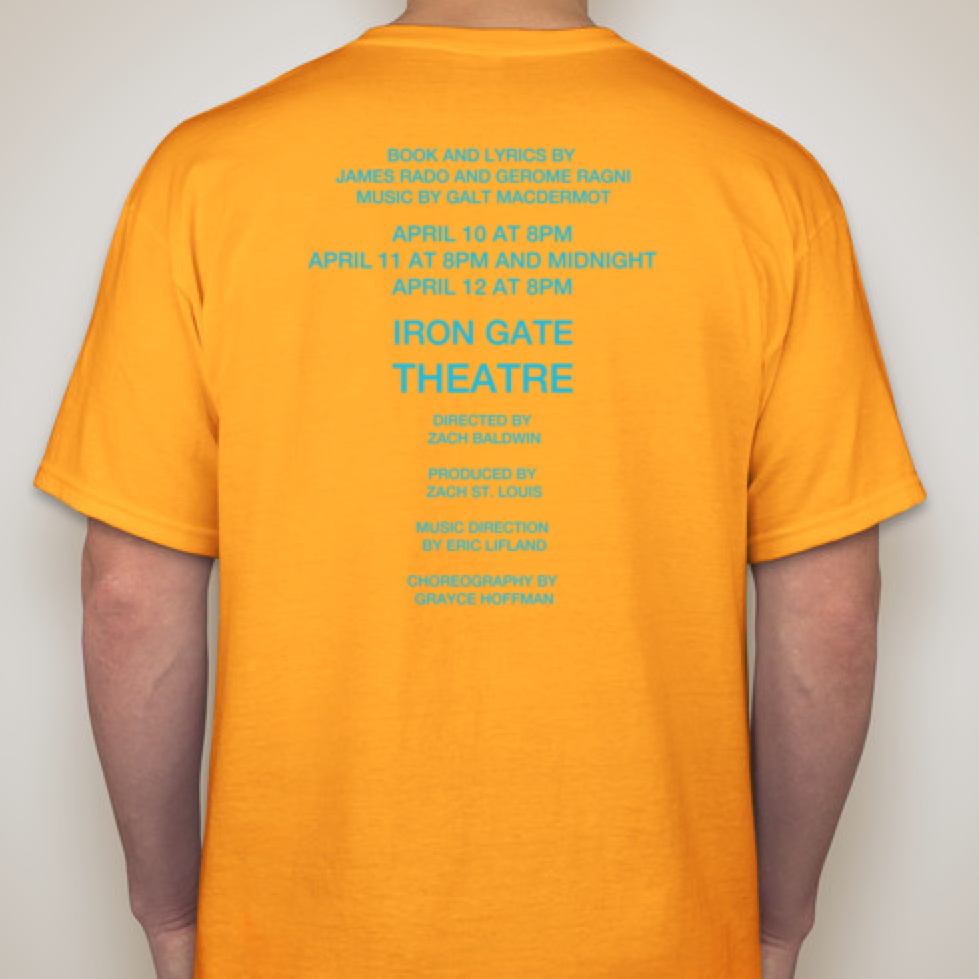 BOOK AND LYRICS BY
JAMES RADO AND GEROME RAGNI
MUSIC BY GALT MACDERMOT
APRIL 10 AT 8PM
APRIL 11 AT 8PM AND MIDNIGHT
APRIL 12 AT 8PM
IRON GATE
THEATRE
DIRECTED BY
ZACH BALDWIN
PRODUCED BY
ZACH ST. LOUIS
MUSIC DIRECTION
BY ERIC LIFLAND
CHOREOGRAPHY BY
GRAYCE HOFFMAN